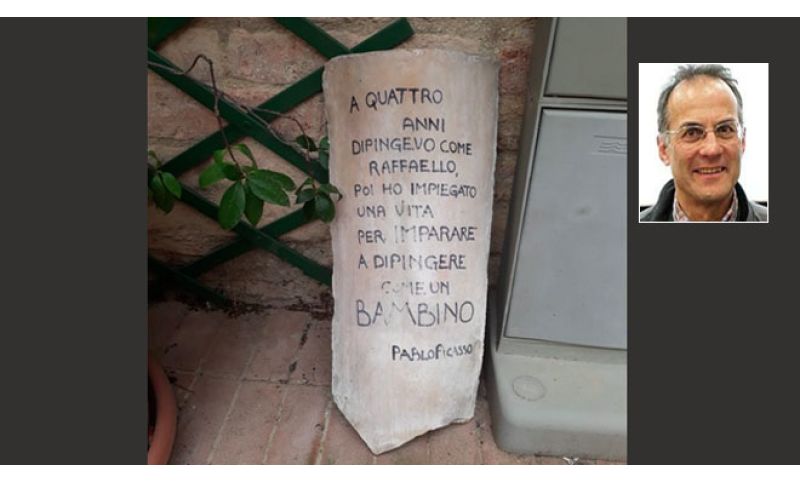 A QUATTRO
ANNI
DIPINGEVO COME
RAFFAELLO,
POI HO IMPIEGATO
UNA VITA
PER IMPARARE
A DIPINGERE
COME UN
BAMBINO
PABLO PICASSO